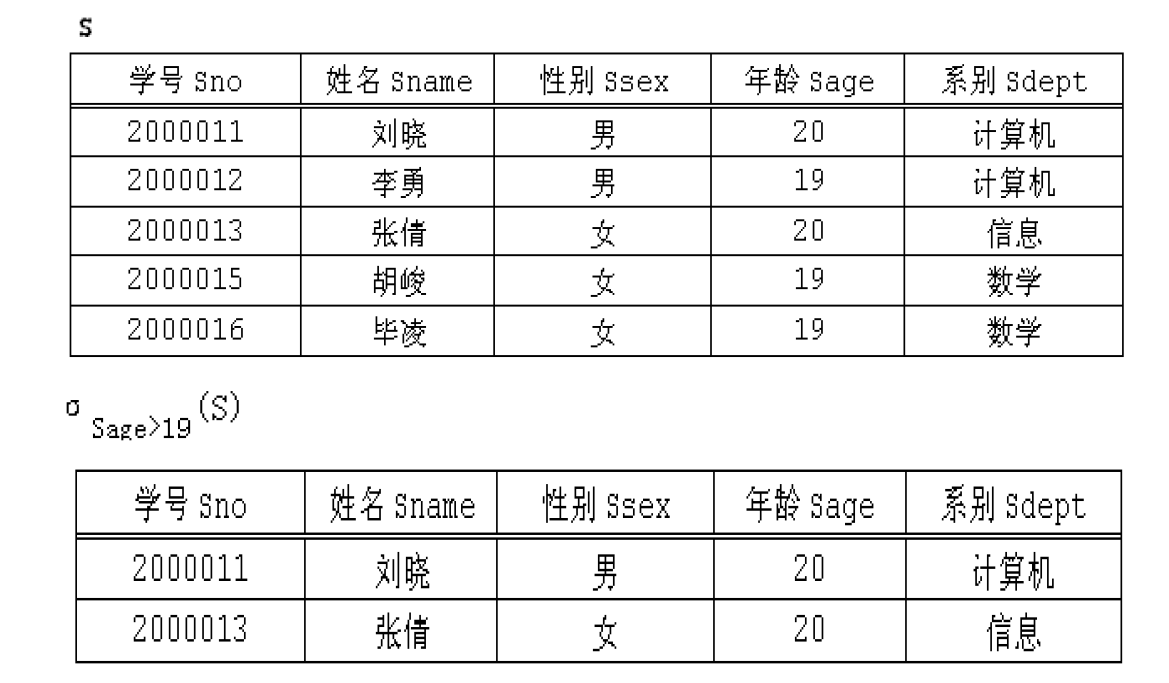 S
学号 Sno 姓名 Sname 性别 Ssex 年龄 Sage 系别 Sdept
2000011 刘晓 男 20 计算机
2000012 李勇 男 19 计算机
2000013 张倩 女 20 信息
2000015 胡峻 女 19 数学
2000016 毕凌 女 19 数学
σ Sage>19 (S)
学号 Sno 姓名 Sname 性别 Ssex 年龄 Sage 系别 Sdept
2000011 刘晓 男 20 计算机
2000013 张倩 女 20 信息